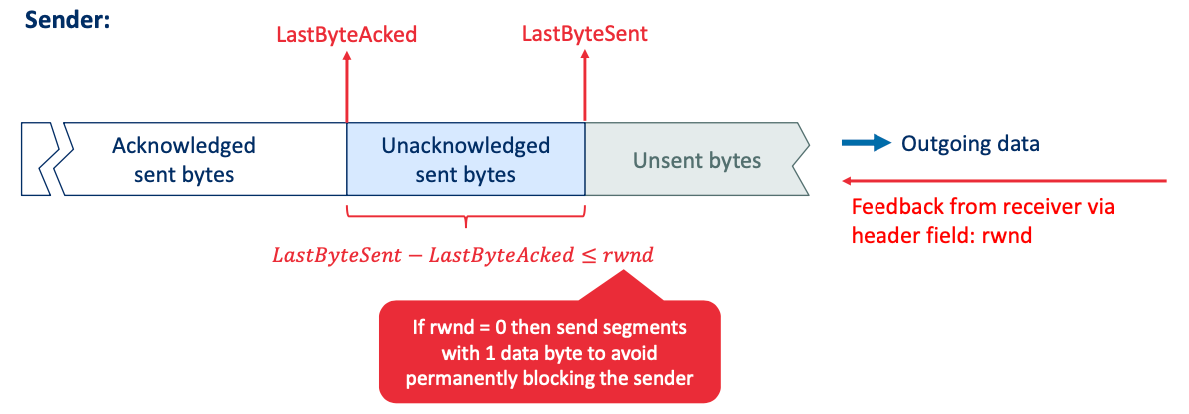 Sender:
LastByteAcked
LastByteSent
Acknowledged
sent bytes
Unacknowledged
sent bytes
Unsent bytes
Outgoing data
Feedback from receiver via
header field: rwnd
LastByteSent − LastByteAcked ≤ rwnd
If rwnd = 0 then send segments
with 1 data byte to avoid
permanently blocking the sender